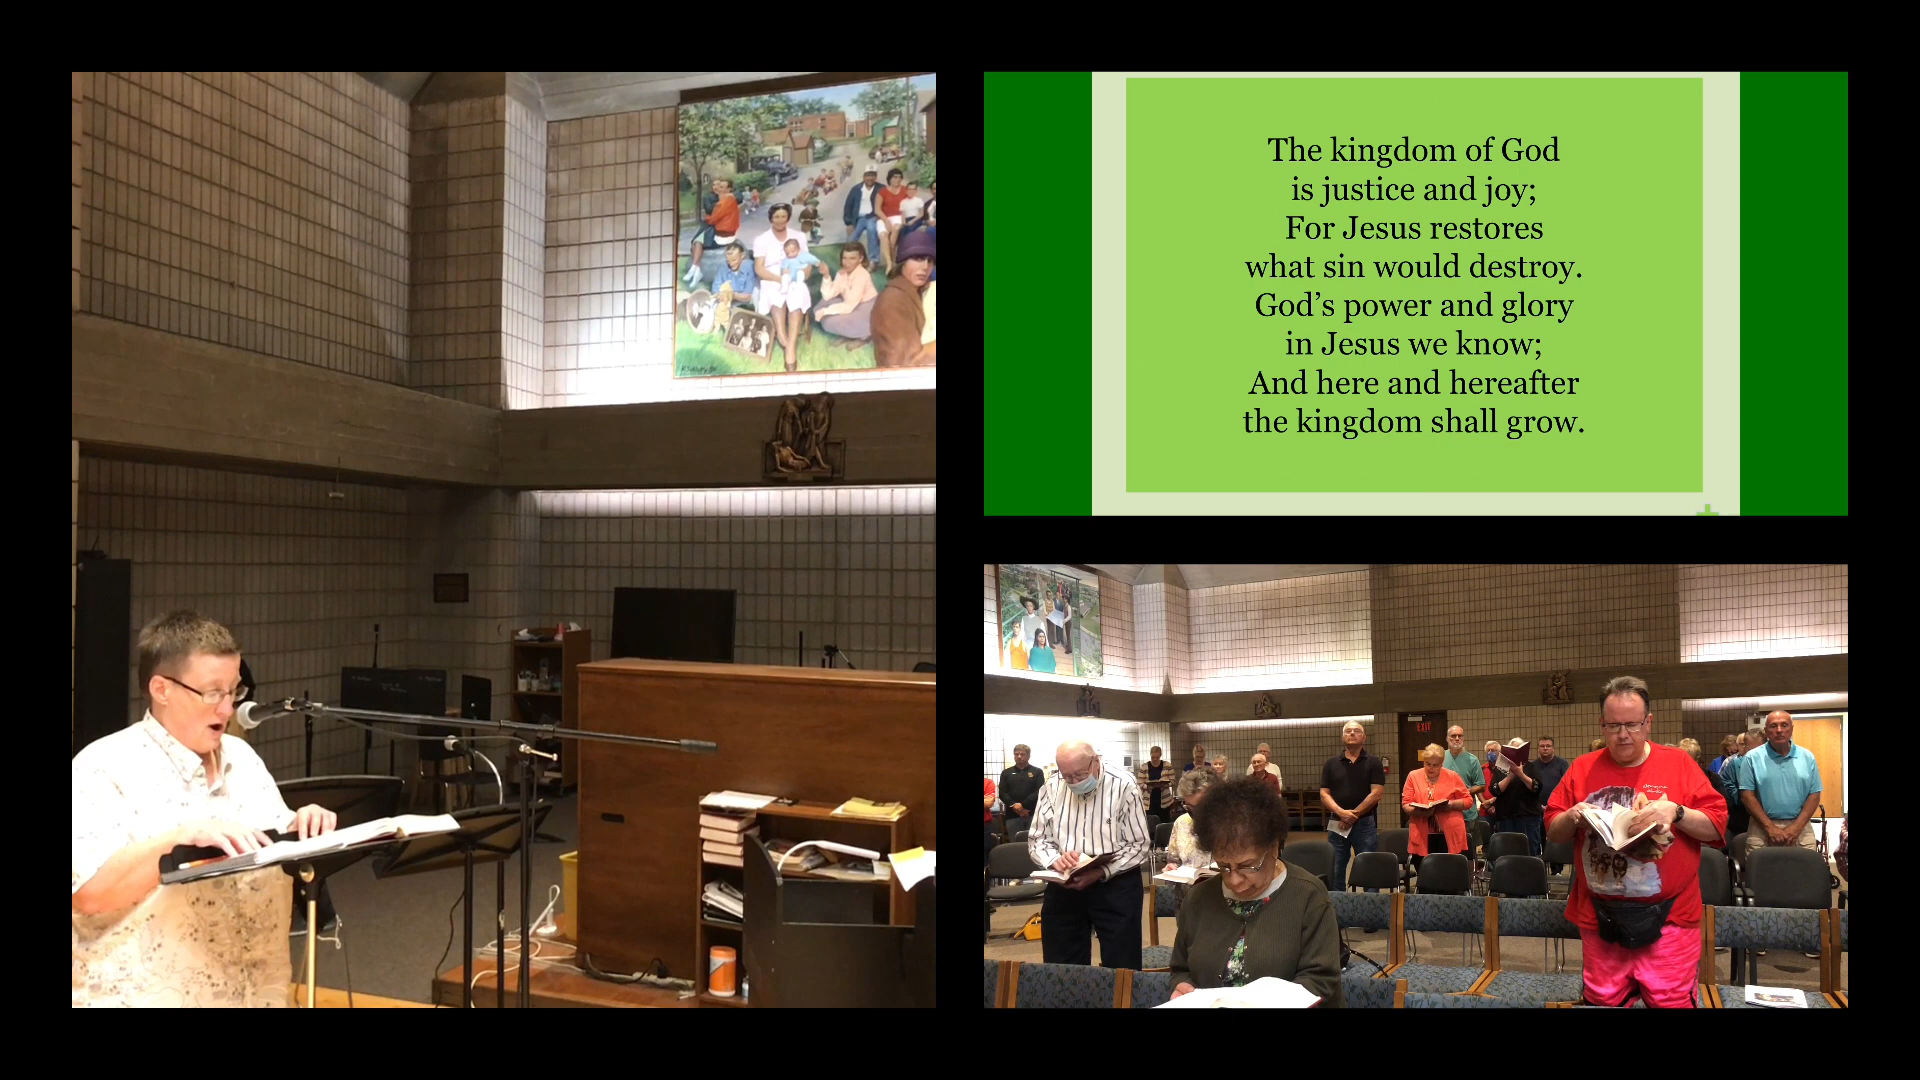 The kingdom of God
is justice and joy;
For Jesus restores
what sin would destroy.
God's power and glory
in Jesus we know;
And here and hereafter
the kingdom shall grow.
EXIT